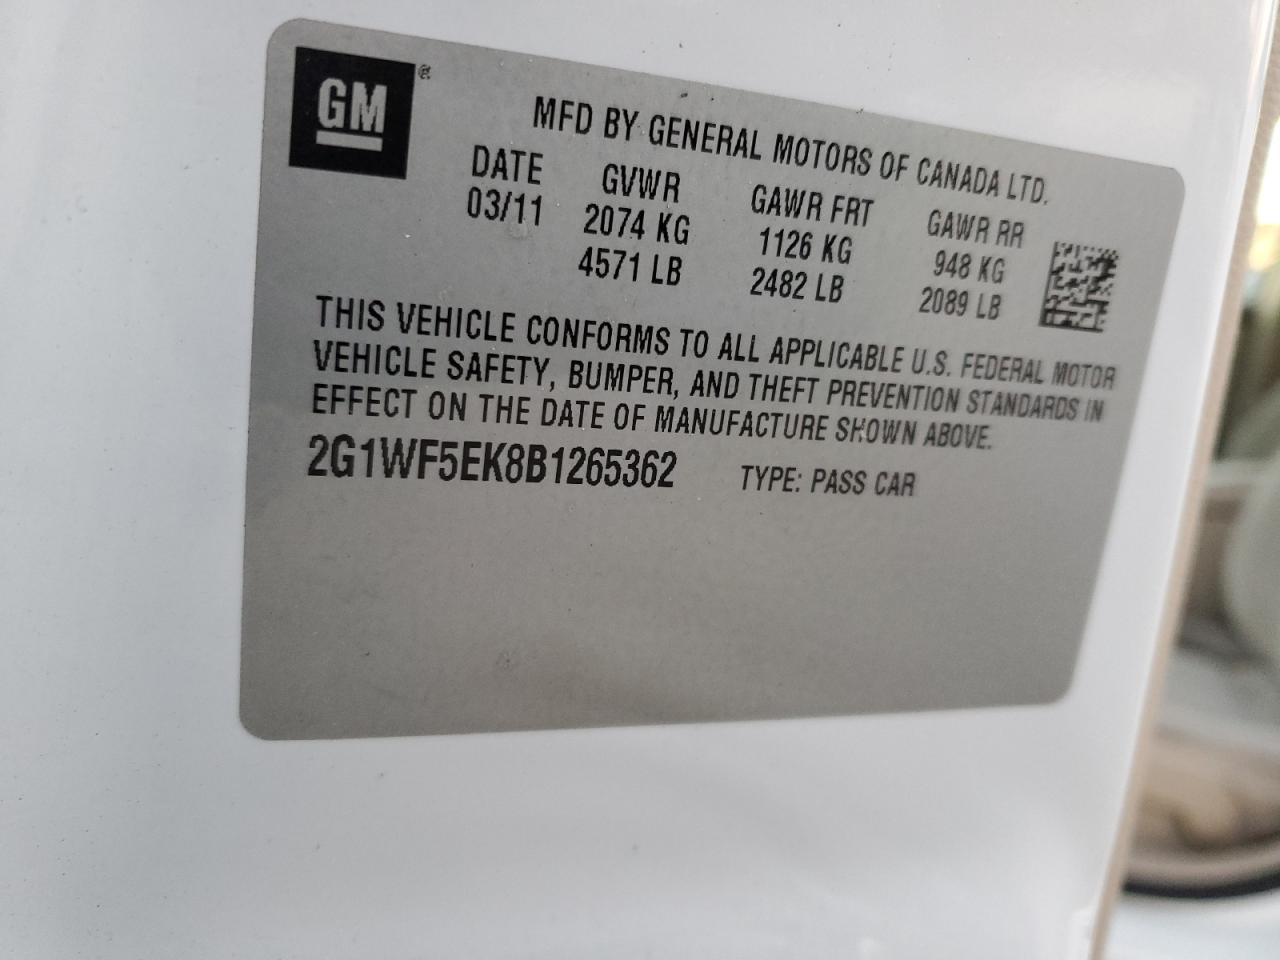 GM ®
MFD BY GENERAL MOTORS OF CANADA LTD.
DATE GVWR GAWR FRT GAWR RR
03/11 2074 KG 1126 KG 948 KG
4571 LB 2482 LB 2089 LB
THIS VEHICLE CONFORMS TO ALL APPLICABLE U.S. FEDERAL MOTOR
VEHICLE SAFETY, BUMPER, AND THEFT PREVENTION STANDARDS IN
EFFECT ON THE DATE OF MANUFACTURE SHOWN ABOVE.
2G1WF5EK8B1265362 TYPE: PASS CAR